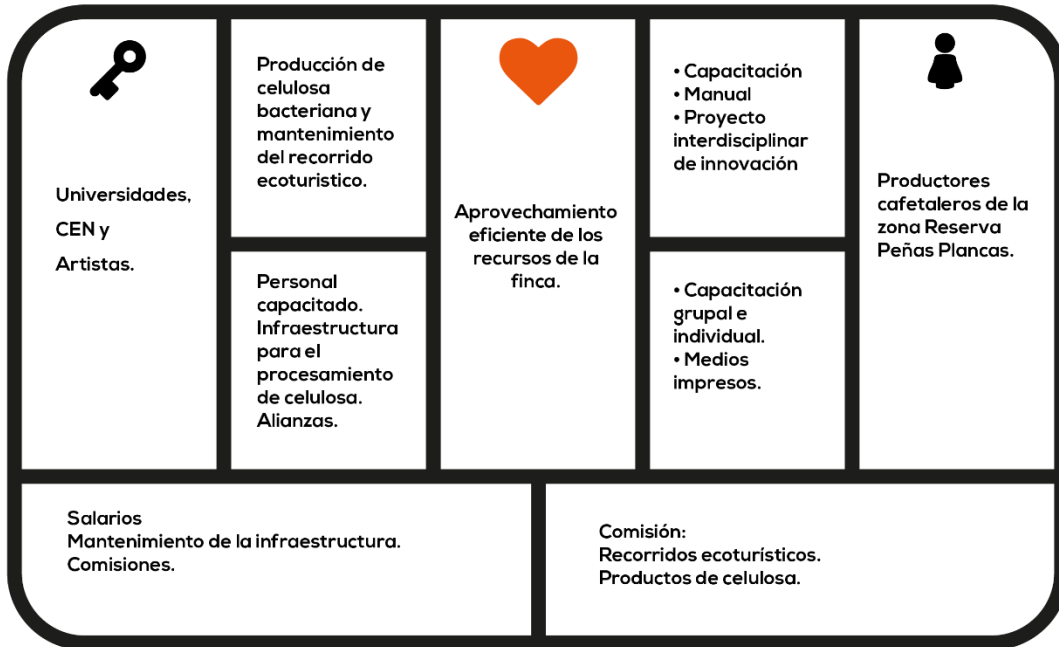 Universidades,
CEN y
Artistas.
Producción de
celulosa
bacteriana y
mantenimiento
del recorrido
ecoturistico.
Personal
capacitado.
Infraestructura
para el
procesamiento
de celulosa.
Alianzas.
Aprovechamiento
eficiente de los
recursos de la
finca.
• Capacitación
• Manual
• Proyecto
interdisciplinar
de innovación
• Capacitación
grupal e
individual.
• Medios
impresos.
Productores
cafetaleros de la
zona Reserva
Peñas Plancas.
Salarios
Mantenimiento de la infraestructura.
Comisiones.
Comisión:
Recorridos ecoturísticos.
Productos de celulosa.